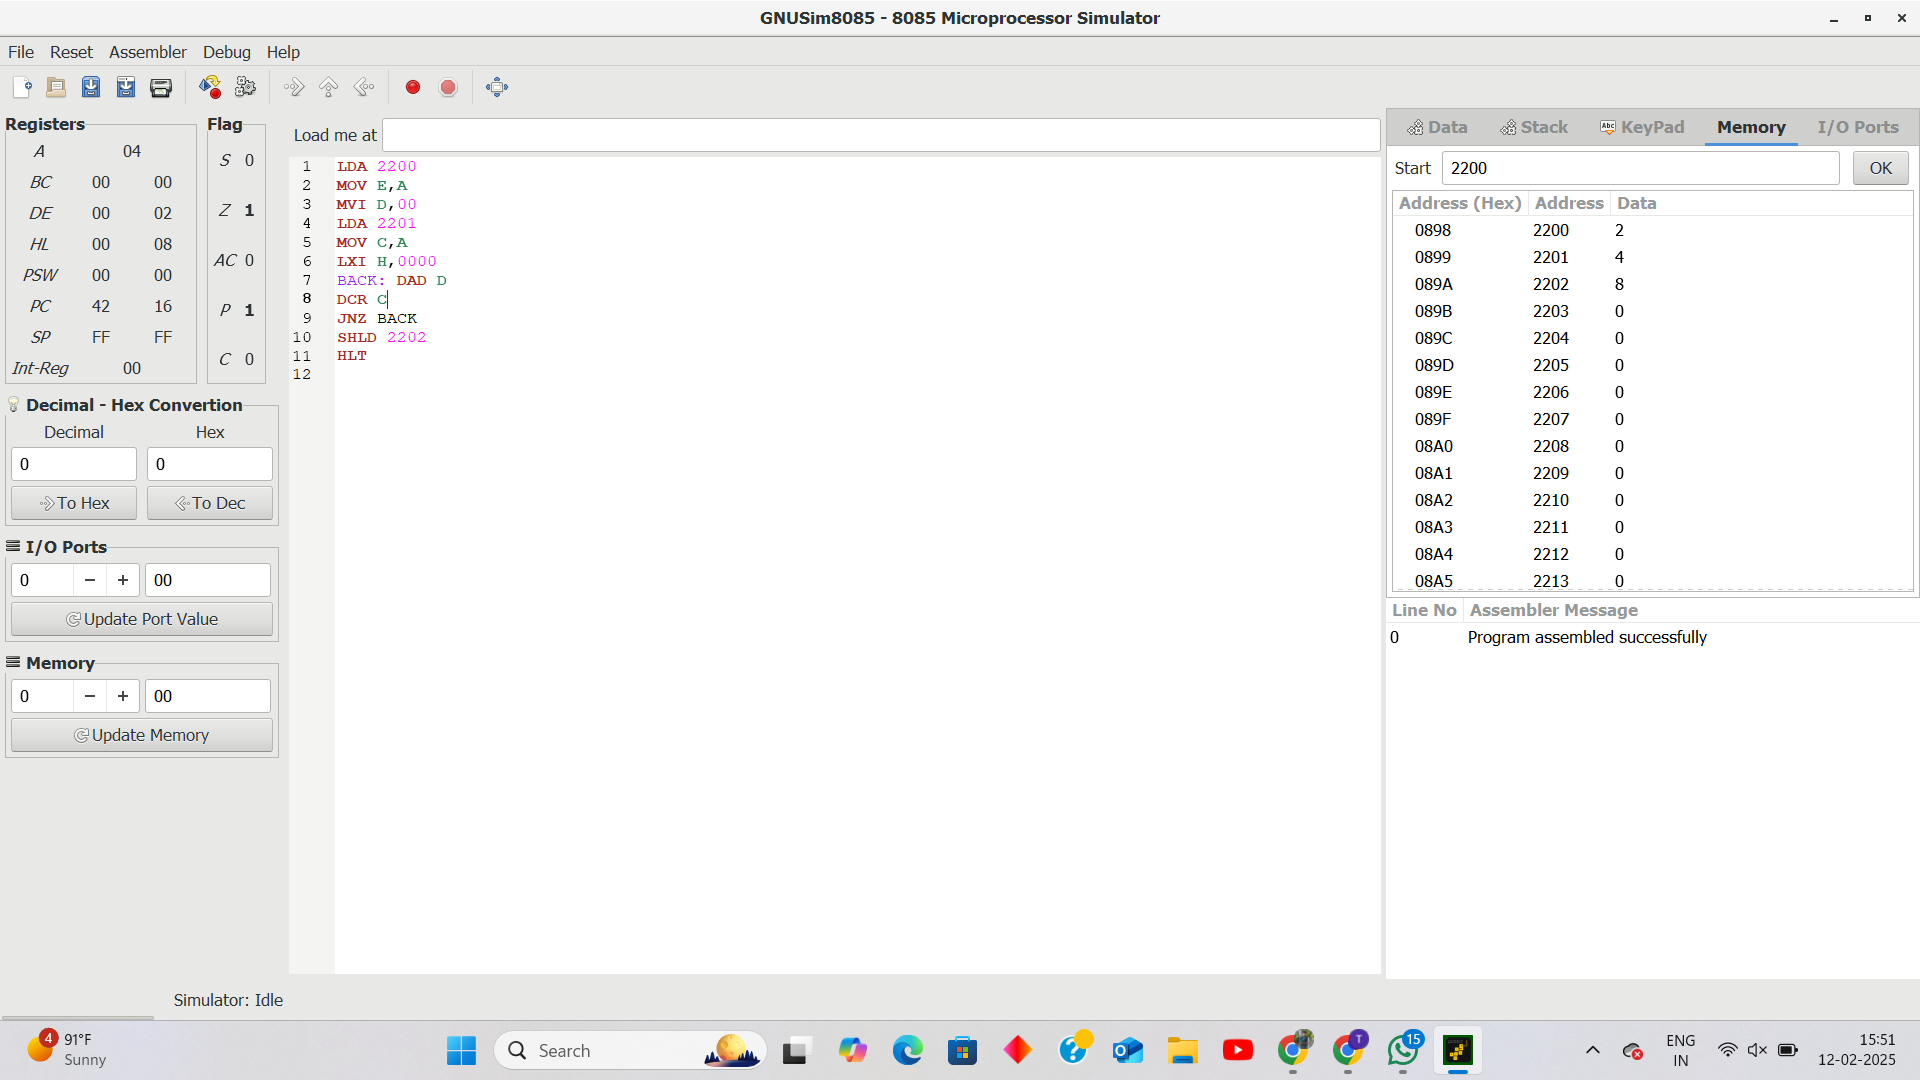 GNUSim8085 - 8085 Microprocessor Simulator
File Reset Assembler Debug Help
Registers
A 04
BC 00 00
DE 00 02
HL 00 08
PSW 00 00
PC 42 16
SP FF FF
Int-Reg 00
Flag
S 0
Z 1
AC 0
P 1
C 0
Decimal - Hex Convertion
Decimal Hex
0 0
To Hex To Dec
I/O Ports
0 − + 00
Update Port Value
Memory
0 − + 00
Update Memory
Load me at
1 LDA 2200
2 MOV E,A
3 MVI D,00
4 LDA 2201
5 MOV C,A
6 LXI H,0000
7 BACK: DAD D
8 DCR C
9 JNZ BACK
10 SHLD 2202
11 HLT
12
Data Stack Abc KeyPad Memory I/O Ports
Start 2200 OK
Address (Hex) Address Data
0898 2200 2
0899 2201 4
089A 2202 8
089B 2203 0
089C 2204 0
089D 2205 0
089E 2206 0
089F 2207 0
08A0 2208 0
08A1 2209 0
08A2 2210 0
08A3 2211 0
08A4 2212 0
08A5 2213 0
Line No Assembler Message
0 Program assembled successfully
Simulator: Idle
4 91°F
Sunny
Search
T
15
ENG
IN
15:51
12-02-2025